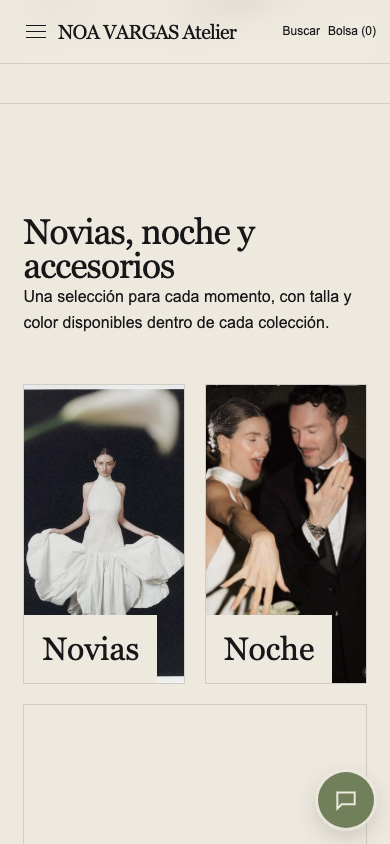 NOA VARGAS Atelier Buscar Bolsa (0)
Novias, noche y
accesorios
Una selección para cada momento, con talla y
color disponibles dentro de cada colección.
Novias
Noche